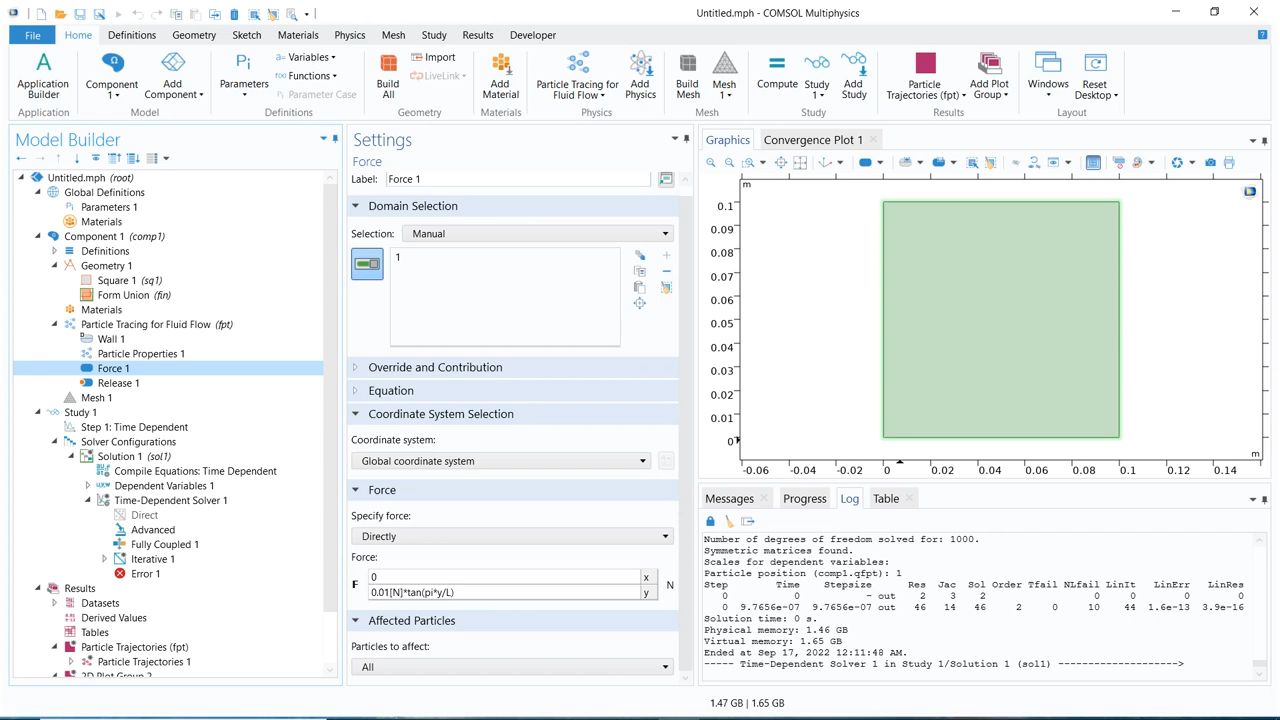 Untitled.mph - COMSOL Multiphysics
File Home Definitions Geometry Sketch Materials Physics Mesh Study Results Developer
Application Builder
Component 1
Add Component
Pi
Parameters
a= Variables
f(x) Functions
Parameter Case
Build All
Import
LiveLink
Add Material
Particle Tracing for Fluid Flow
Add Physics
Build Mesh
Mesh 1
Compute
Study 1
Add Study
Particle Trajectories (fpt)
Add Plot Group
Windows
Reset Desktop
Application Model Definitions Geometry Materials Physics Mesh Study Results Layout
Model Builder
Untitled.mph (root)
Global Definitions
Pi Parameters 1
Materials
Component 1 (comp1)
Definitions
Geometry 1
Square 1 (sq1)
Form Union (fin)
Materials
Particle Tracing for Fluid Flow (fpt)
Wall 1
Particle Properties 1
Force 1
Release 1
Mesh 1
Study 1
Step 1: Time Dependent
Solver Configurations
Solution 1 (sol1)
Compile Equations: Time Dependent
Dependent Variables 1
Time-Dependent Solver 1
Direct
Advanced
Fully Coupled 1
Iterative 1
Error 1
Results
Datasets
Derived Values
Tables
Particle Trajectories (fpt)
Particle Trajectories 1
2D Plot Group 2
Settings
Force
Label: Force 1
Domain Selection
Selection: Manual
1
Override and Contribution
Equation
Coordinate System Selection
Coordinate system:
Global coordinate system
Force
Specify force:
Directly
Force:
F 0 x N
0.01[N]*tan(pi*y/L) y
Affected Particles
Particles to affect:
All
Graphics Convergence Plot 1
m
0.1
0.09
0.08
0.07
0.06
0.05
0.04
0.03
0.02
0.01
0
m
-0.06 -0.04 -0.02 0 0.02 0.04 0.06 0.08 0.1 0.12 0.14
Messages Progress Log Table
Number of degrees of freedom solved for: 1000.
Symmetric matrices found.
Scales for dependent variables:
Particle position (comp1.qfpt): 1
Step Time Stepsize Res Jac Sol Order Tfail NLfail LinIt LinErr LinRes
0 0 - out 2 3 2 0 0 0 0
0 9.7656e-07 9.7656e-07 out 46 14 46 2 0 10 44 1.6e-13 3.9e-16
Solution time: 0 s.
Physical memory: 1.46 GB
Virtual memory: 1.65 GB
Ended at Sep 17, 2022 12:11:48 AM.
----- Time-Dependent Solver 1 in Study 1/Solution 1 (sol1) -------------------->
1.47 GB | 1.65 GB